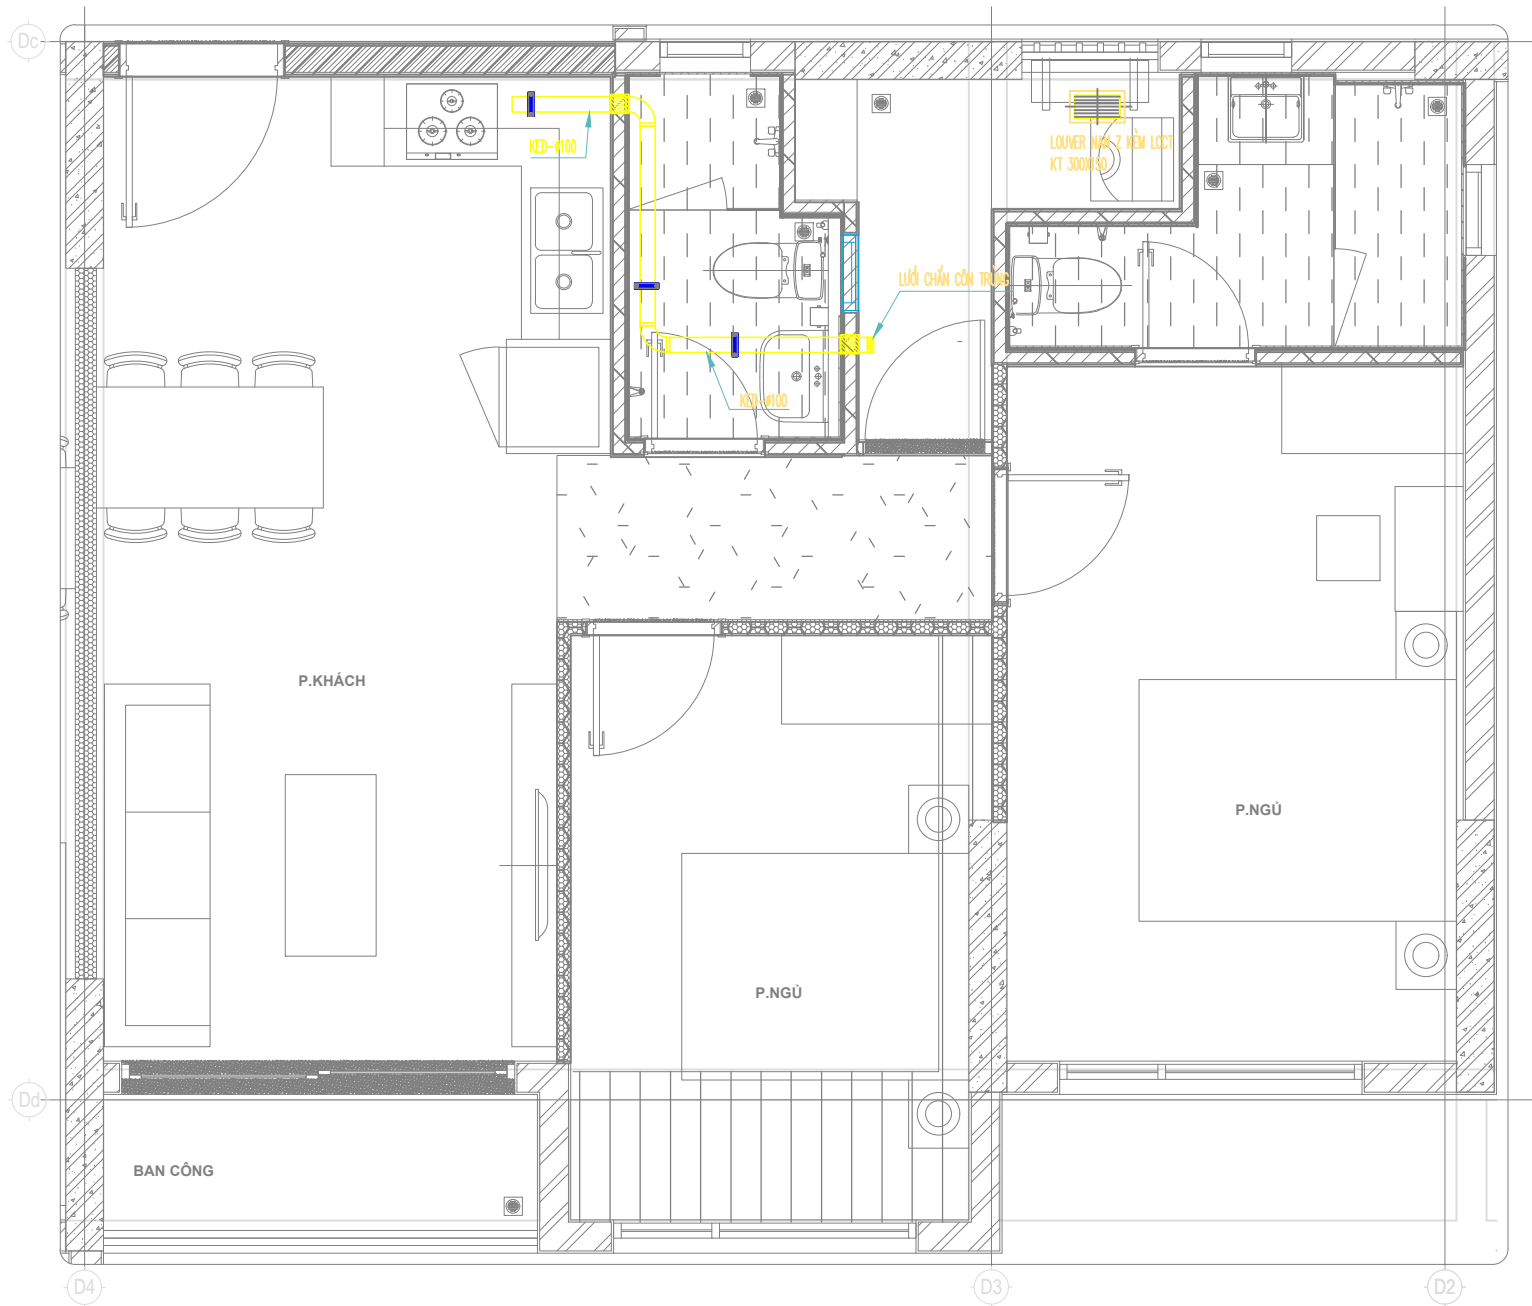 Dc
KED-Ø100
LOUVER NAN Z KÈM LCCT
KT 300X150
LƯỚI CHẮN CÔN TRÙNG
KED-Ø100
P.KHÁCH
P.NGỦ
P.NGỦ
Dd
BAN CÔNG
D4
D3
D2